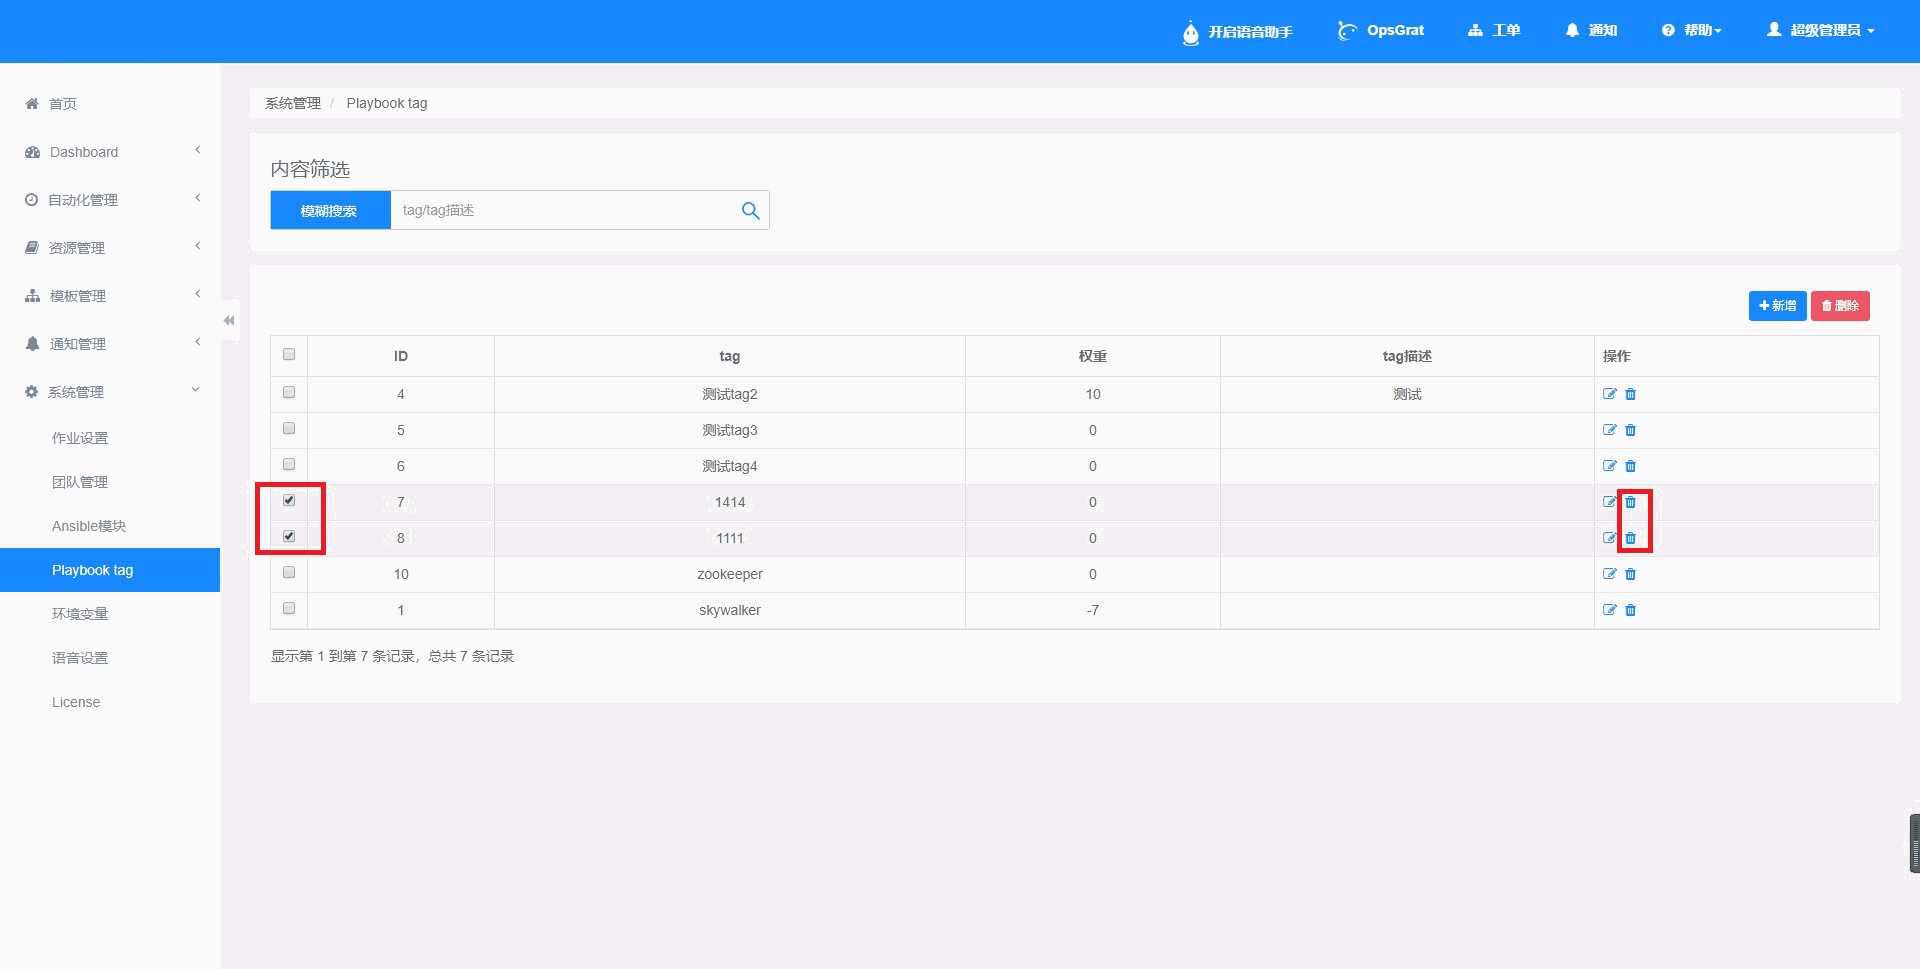 开启语音助手 OpsGrat 工单 通知 帮助 超级管理员
首页
Dashboard
自动化管理
资源管理
模板管理
通知管理
系统管理
作业设置
团队管理
Ansible模块
Playbook tag
环境变量
语音设置
License
系统管理 / Playbook tag
内容筛选
模糊搜索 tag/tag描述
新增 删除
ID tag 权重 tag描述 操作
4 测试tag2 10 测试
5 测试tag3 0
6 测试tag4 0
7 1414 0
8 1111 0
10 zookeeper 0
1 skywalker -7
显示第 1 到第 7 条记录，总共 7 条记录